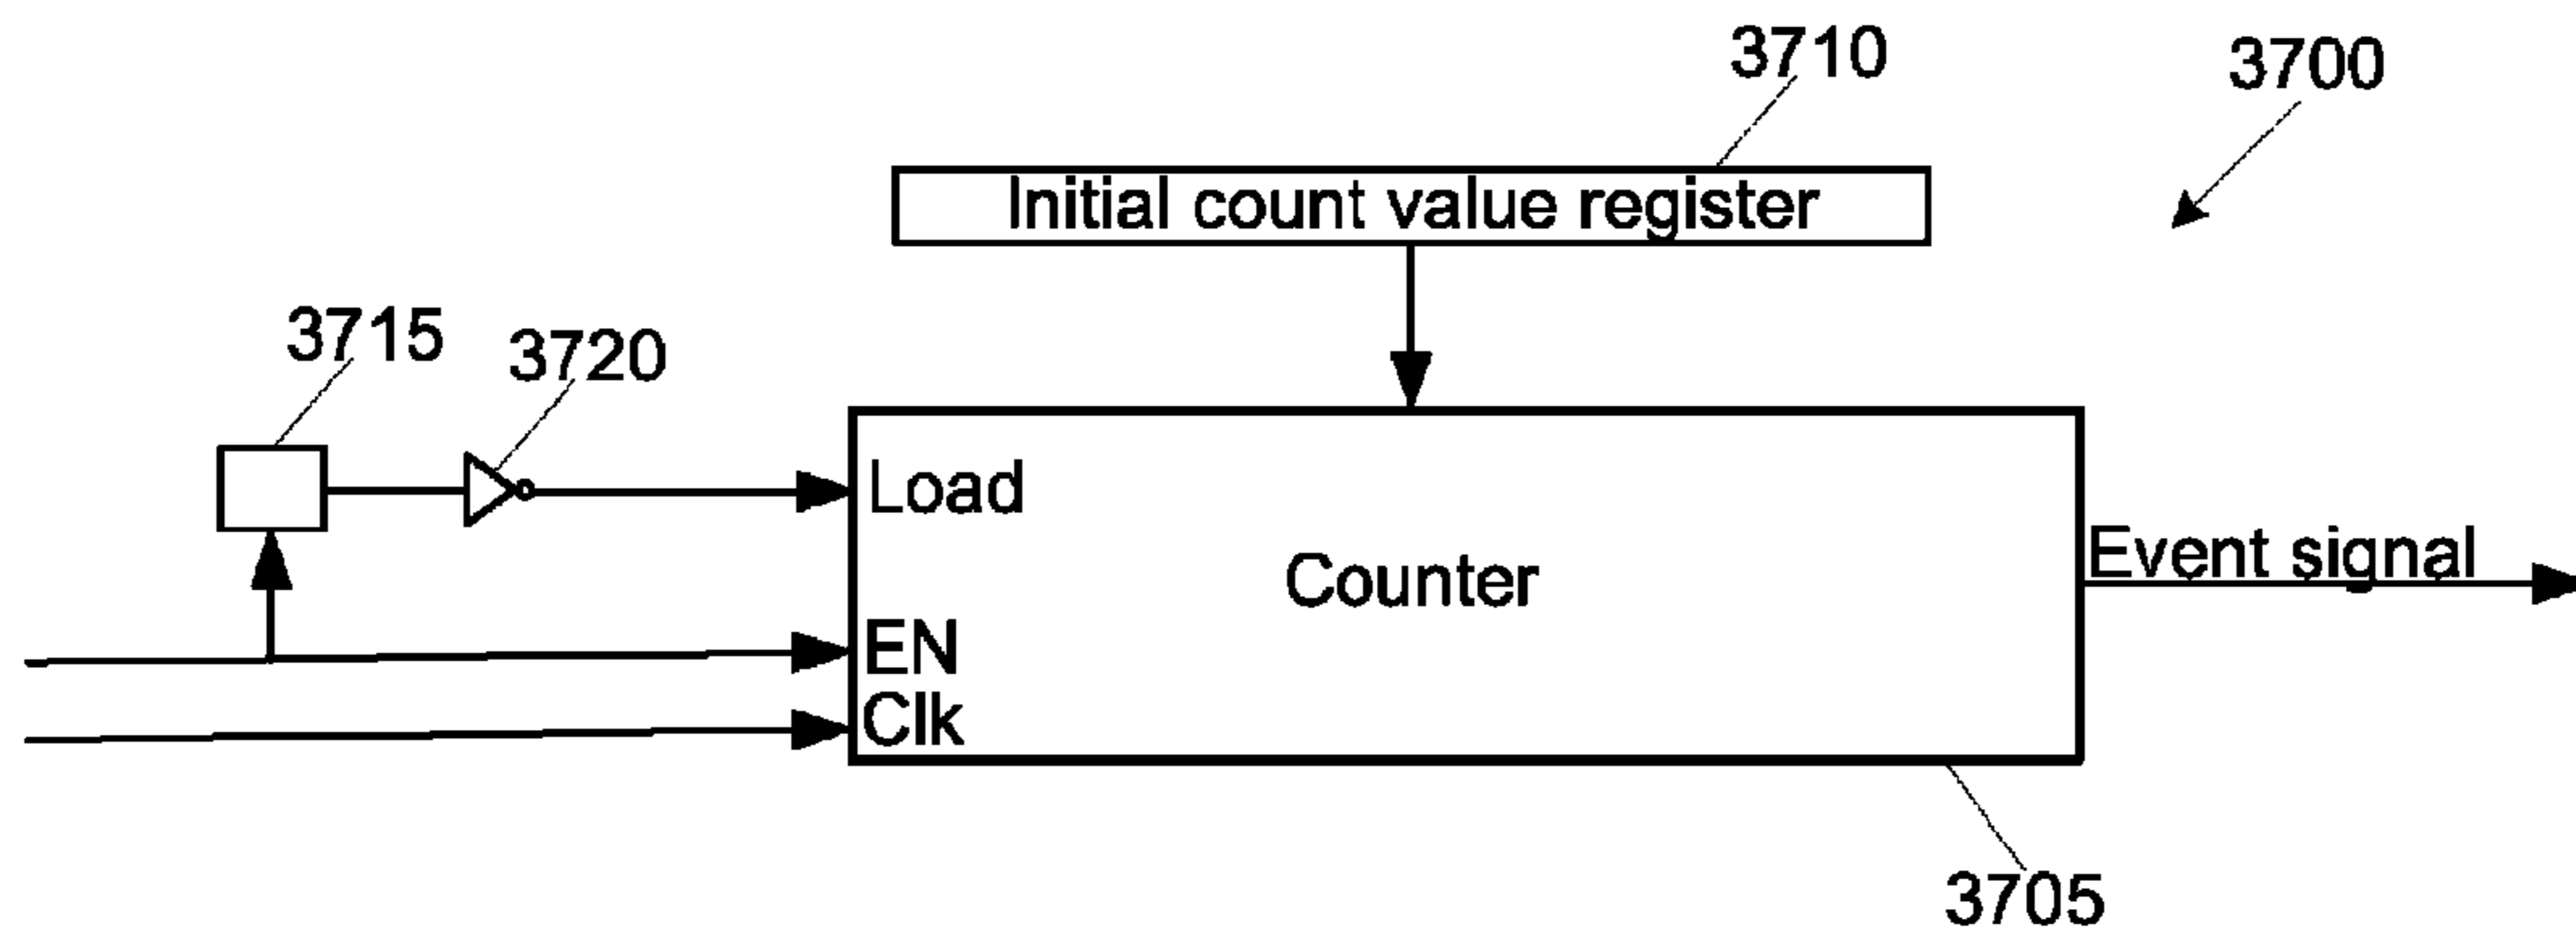 3710
3700
Initial count value register
3715
3720
Load
Counter
Event signal
EN
Clk
3705